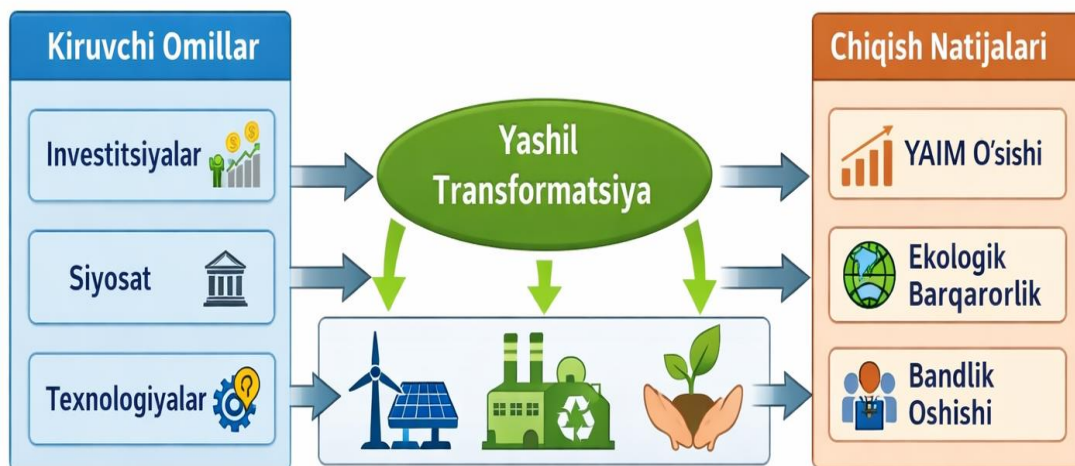 Kiruvchi Omillar
Investitsiyalar
Siyosat
Texnologiyalar
Yashil
Transformatsiya
Chiqish Natijalari
YAIM O'sishi
Ekologik
Barqarorlik
Bandlik
Oshishi